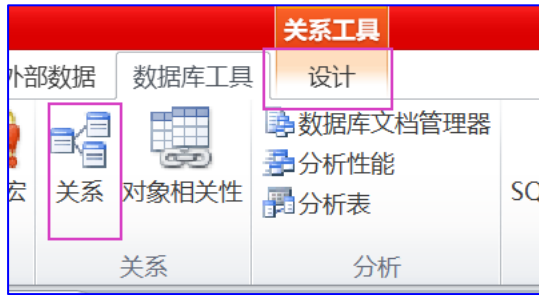 关系工具
外部数据 数据库工具 设计
数据库文档管理器
分析性能
宏 关系 对象相关性 分析表 SQ
关系 分析